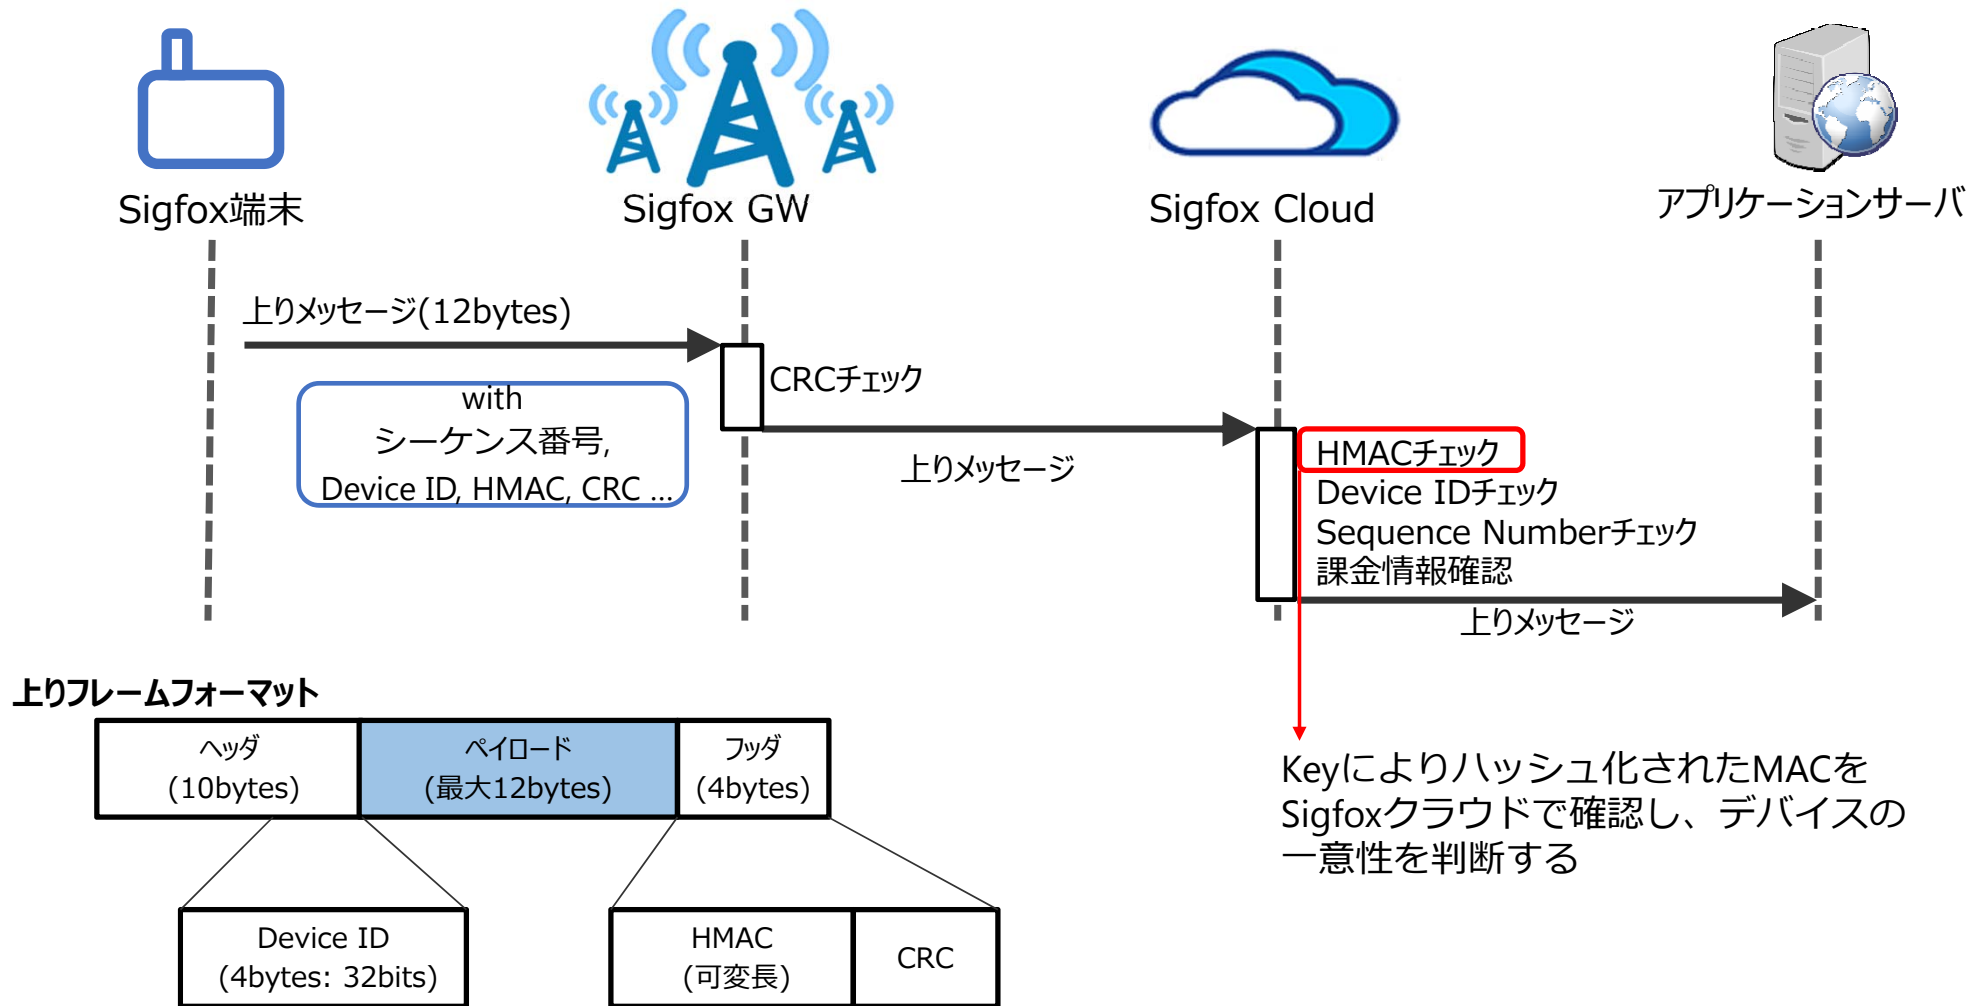 Sigfox端末
Sigfox GW
Sigfox Cloud
アプリケーションサーバ
上りメッセージ(12bytes)
with
シーケンス番号,
Device ID, HMAC, CRC ...
CRCチェック
上りメッセージ
HMACチェック
Device IDチェック
Sequence Numberチェック
課金情報確認
上りメッセージ
上りフレームフォーマット
ヘッダ
(10bytes)
ペイロード
(最大12bytes)
フッダ
(4bytes)
Device ID
(4bytes: 32bits)
HMAC
(可変長)
CRC
Keyによりハッシュ化されたMACを
Sigfoxクラウドで確認し、デバイスの
一意性を判断する